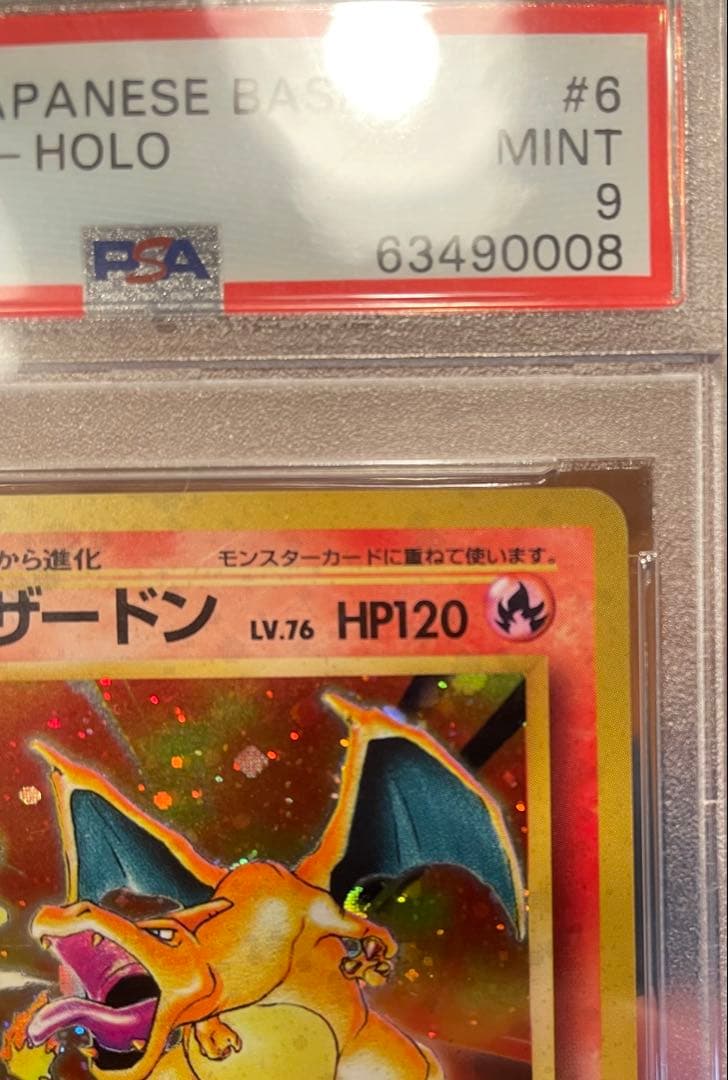 APANESE BAS
#6
– HOLO
MINT
9
PSA
63490008
から進化
モンスターカードに重ねて使います。
ザードン LV.76 HP120